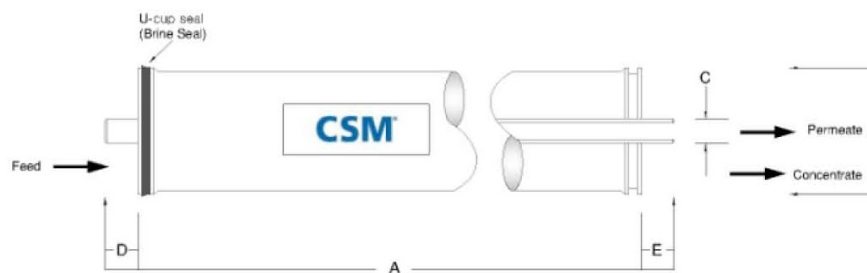 U-cup seal
(Brine Seal)
CSM®
C
Feed
Permeate
Concentrate
D
A
E